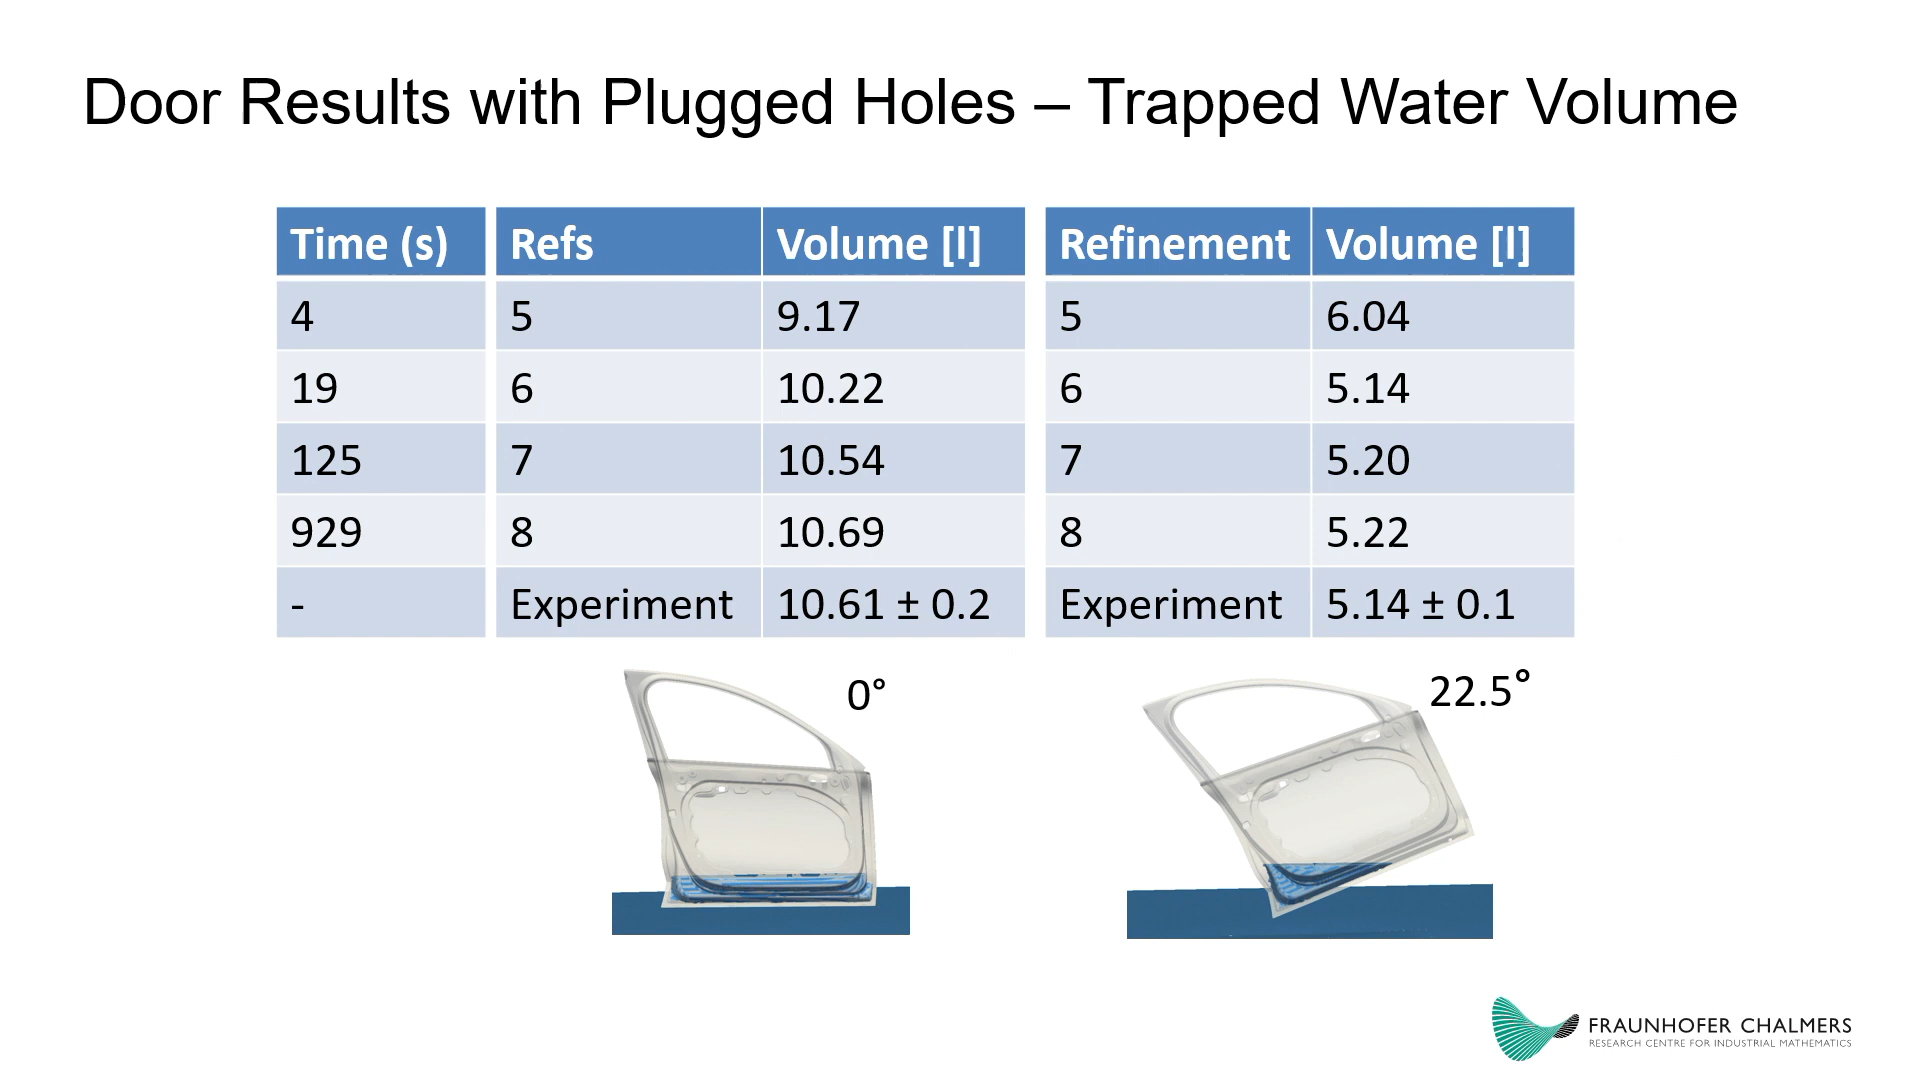 Door Results with Plugged Holes – Trapped Water Volume
Time (s) Refs Volume [l] Refinement Volume [l]
4 5 9.17 5 6.04
19 6 10.22 6 5.14
125 7 10.54 7 5.20
929 8 10.69 8 5.22
- Experiment 10.61 ± 0.2 Experiment 5.14 ± 0.1
0° 22.5°
FRAUNHOFER CHALMERS
RESEARCH CENTRE FOR INDUSTRIAL MATHEMATICS